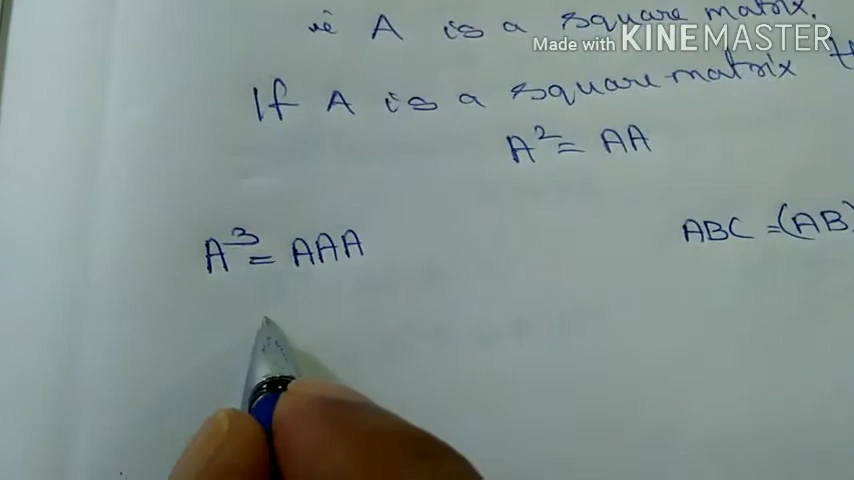 ie A is a square matrix.
Made with KINEMASTER
If A is a square matrix
A² = AA
A³ = AAA
ABC = (AB)